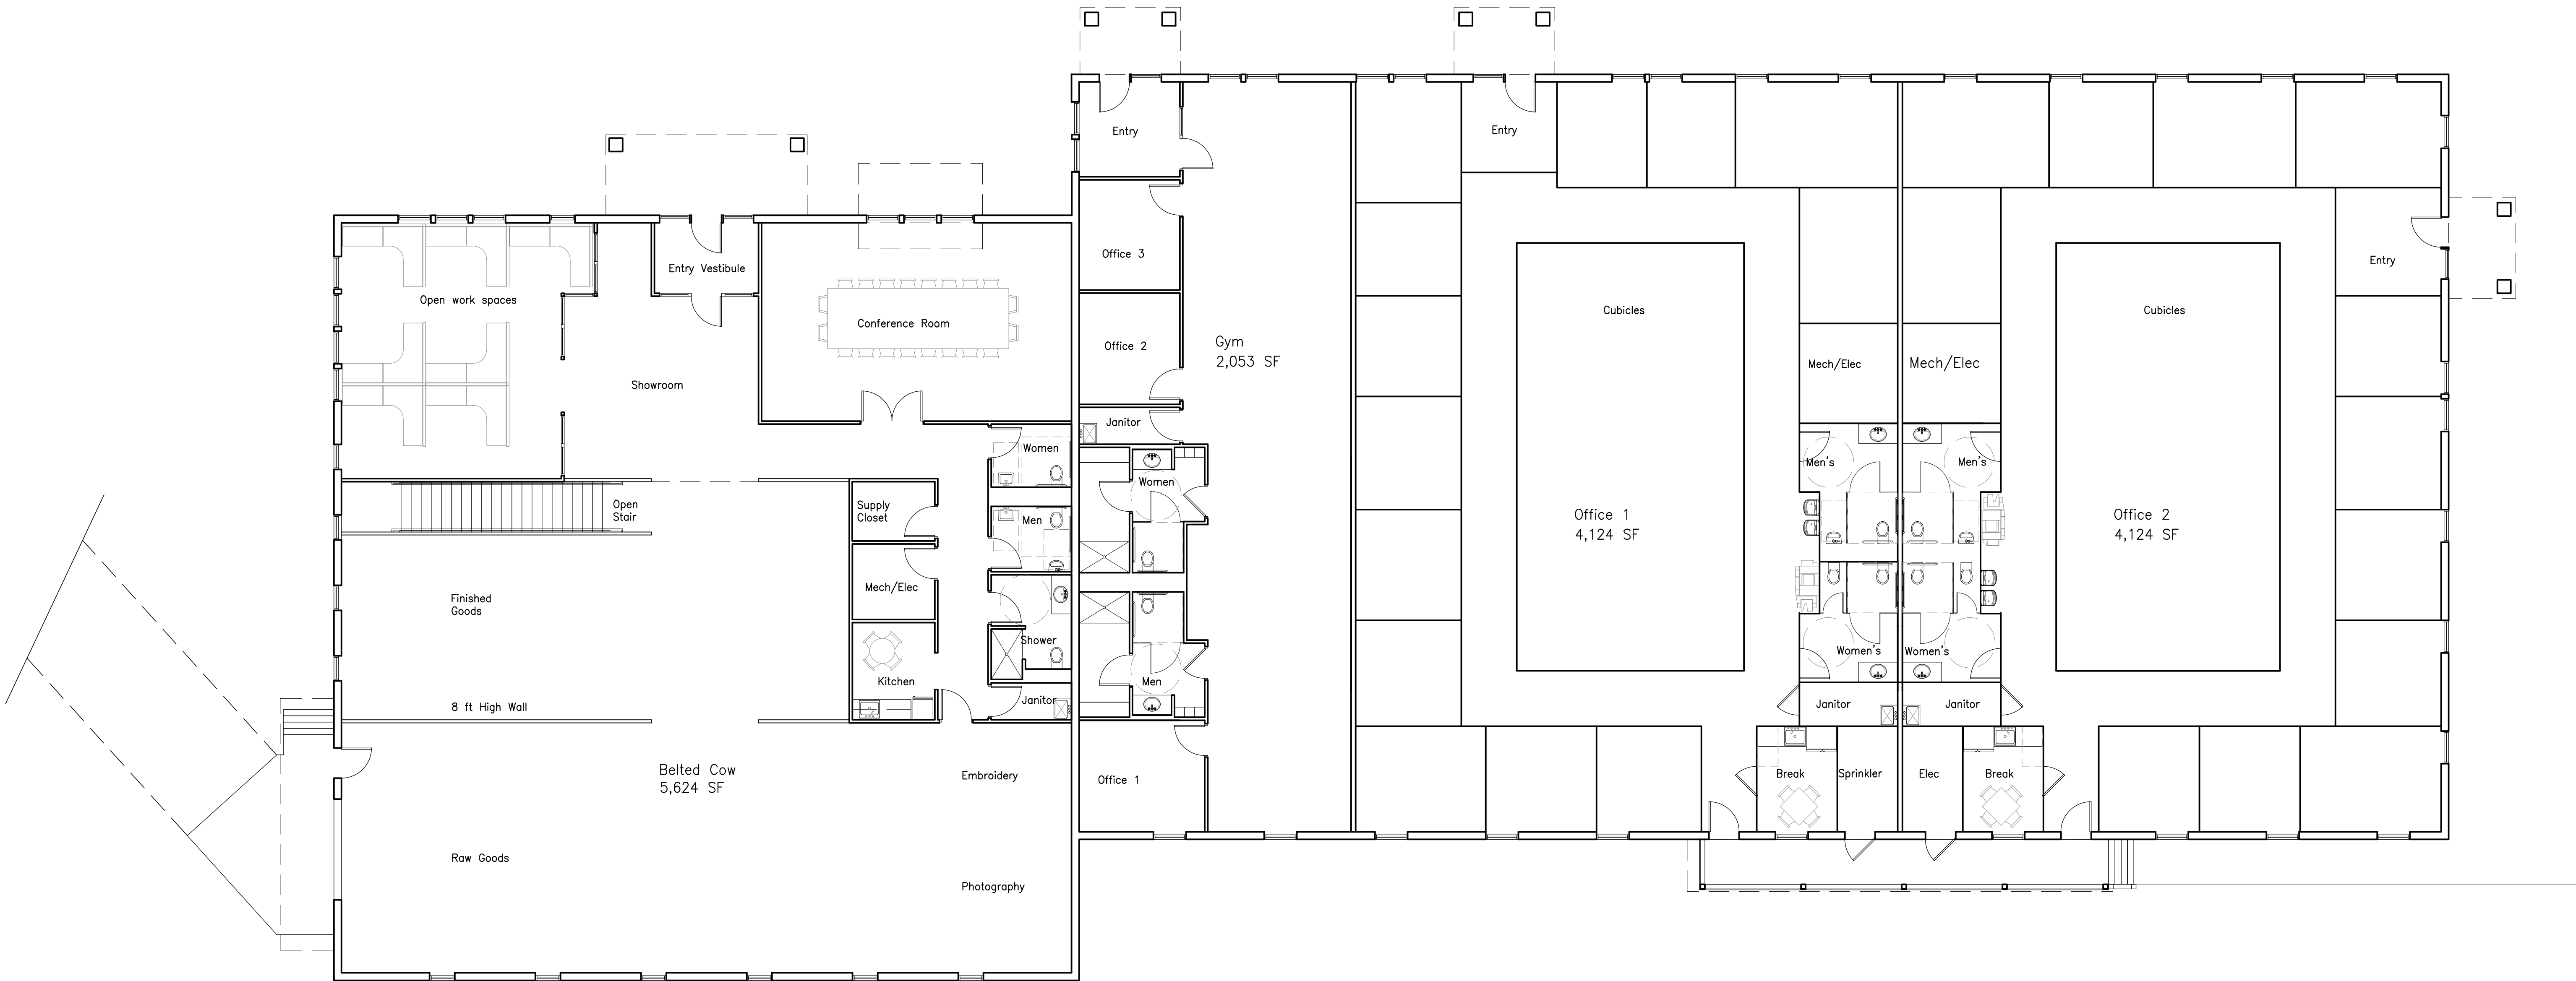 Entry
Entry
Office 3
Entry Vestibule
Entry
Open work spaces
Conference Room
Cubicles
Cubicles
Office 2
Gym
2,053 SF
Mech/Elec
Mech/Elec
Showroom
Janitor
Women
Women
Men's
Men's
Open
Stair
Supply
Closet
Men
Office 1
4,124 SF
Office 2
4,124 SF
Mech/Elec
Finished
Goods
Shower
Women's
Women's
Kitchen
Men
Janitor
Janitor
Janitor
8 ft High Wall
Belted Cow
5,624 SF
Embroidery
Office 1
Break
Sprinkler
Elec
Break
Raw Goods
Photography